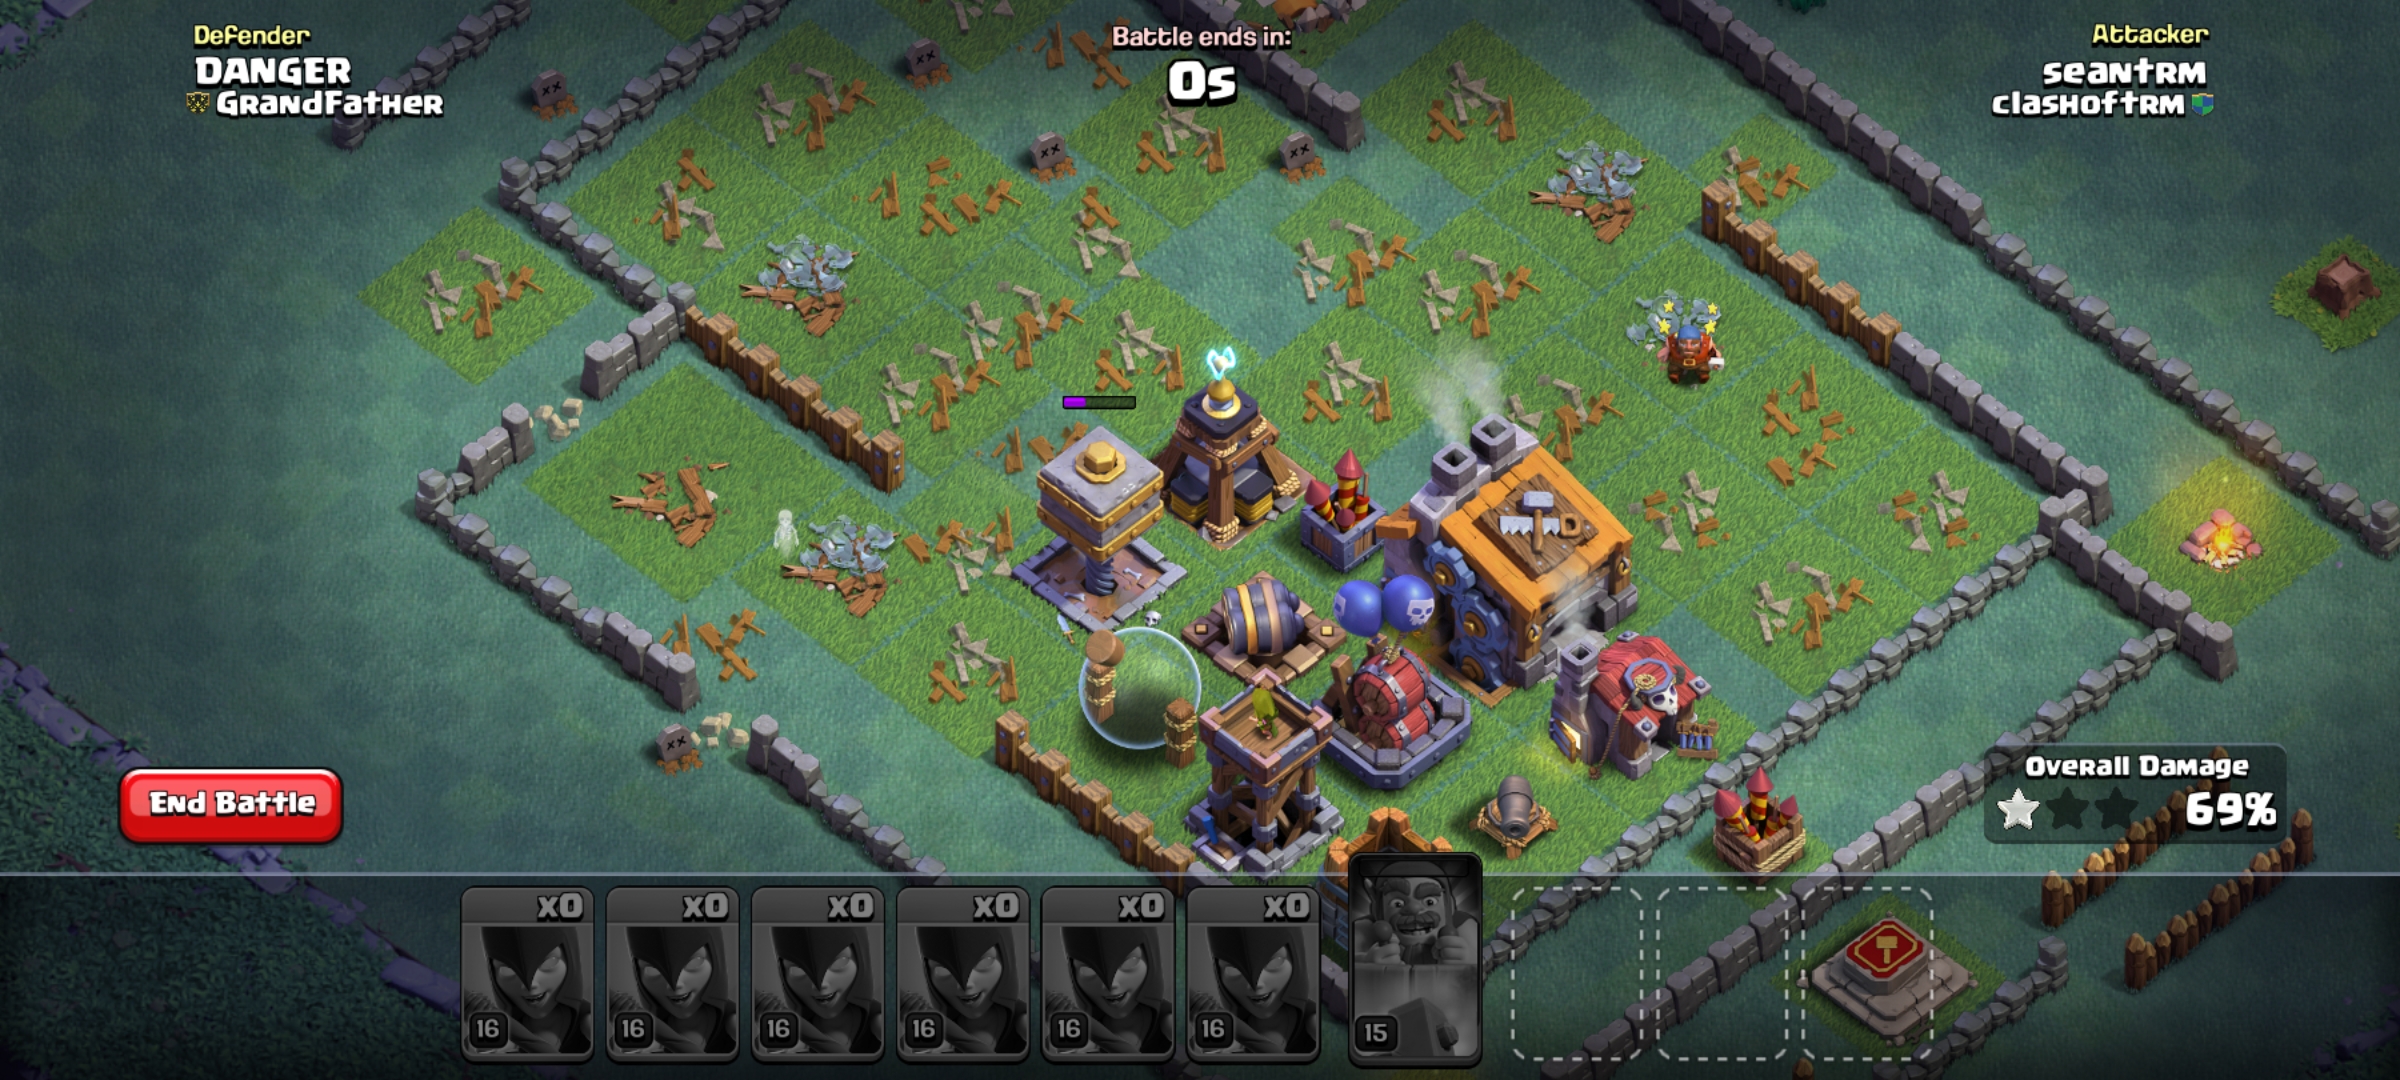 Defender
DANGER
GrandFather
Battle ends in:
0s
Attacker
seantRM
clashoftRM
End Battle
Overall Damage
69%
x0 x0 x0 x0 x0 x0
16 16 16 16 16 16 15